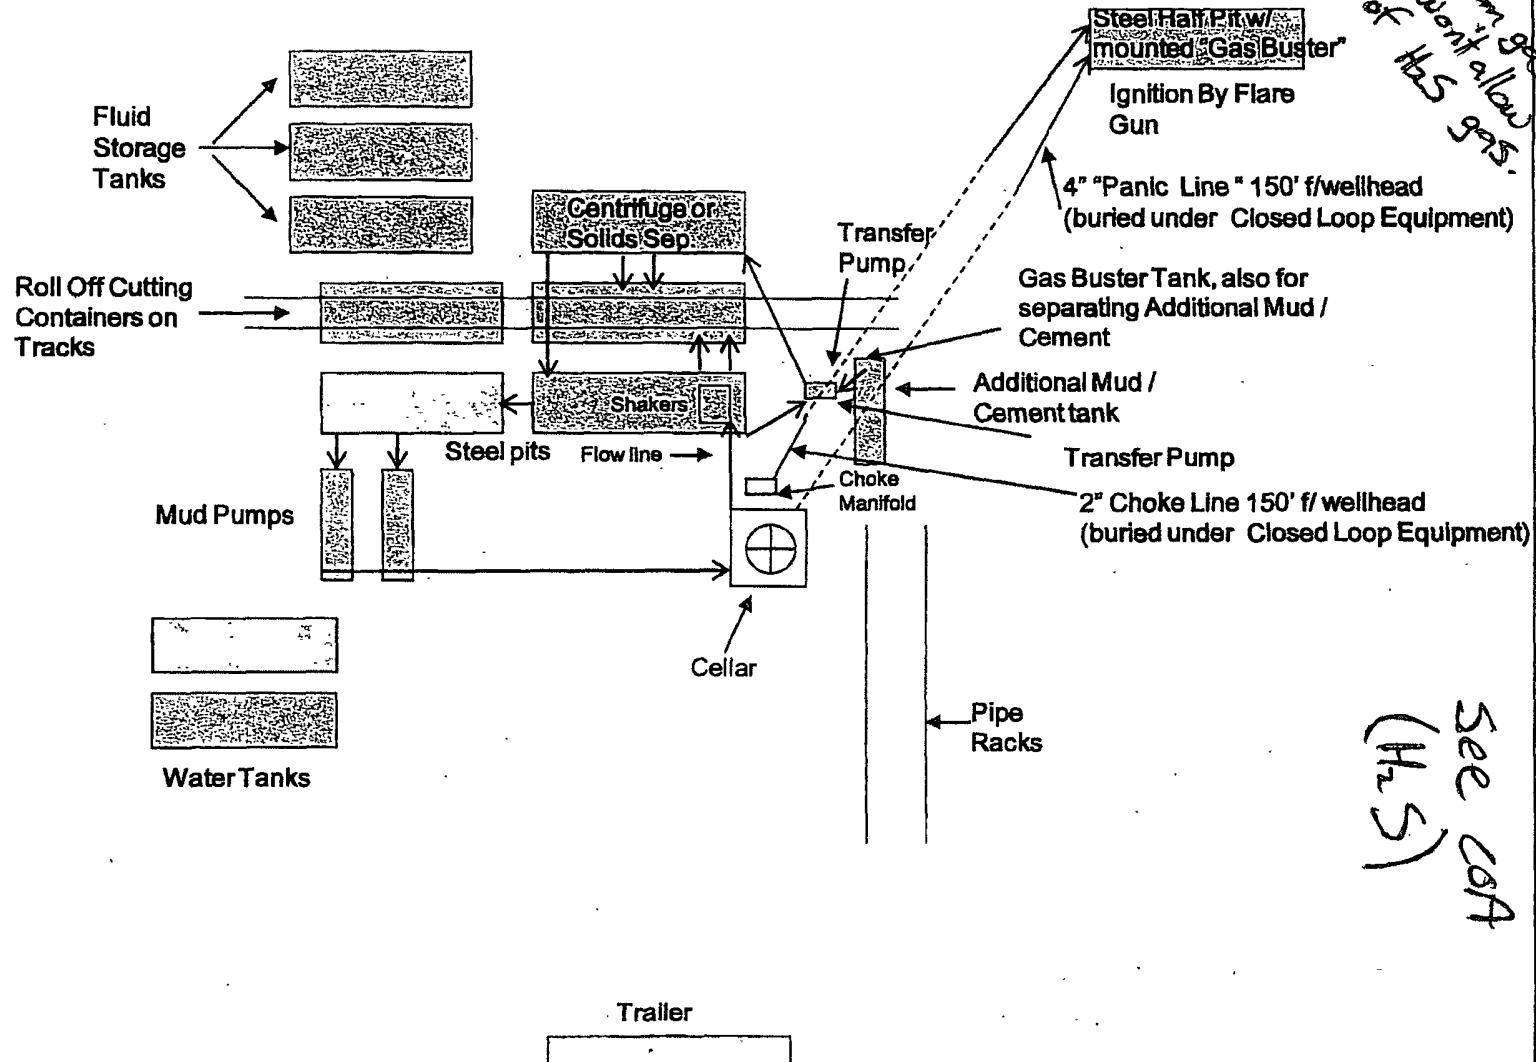 Steel Half Pit w/
mounted "Gas Buster"
Ignition By Flare
Gun
won't allow
of H2S gas.
Fluid
Storage
Tanks
4" "Panic Line " 150' f/wellhead
(buried under Closed Loop Equipment)
Centrifuge or
Solids Sep
Transfer
Pump
Gas Buster Tank, also for
separating Additional Mud /
Cement
Roll Off Cutting
Containers on
Tracks
Additional Mud /
Cement tank
Shakers
Steel pits
Flow line
Transfer Pump
Choke
Manifold
2" Choke Line 150' f/ wellhead
(buried under Closed Loop Equipment)
Mud Pumps
Cellar
Pipe
Racks
Water Tanks
See COA
(H2S)
Trailer